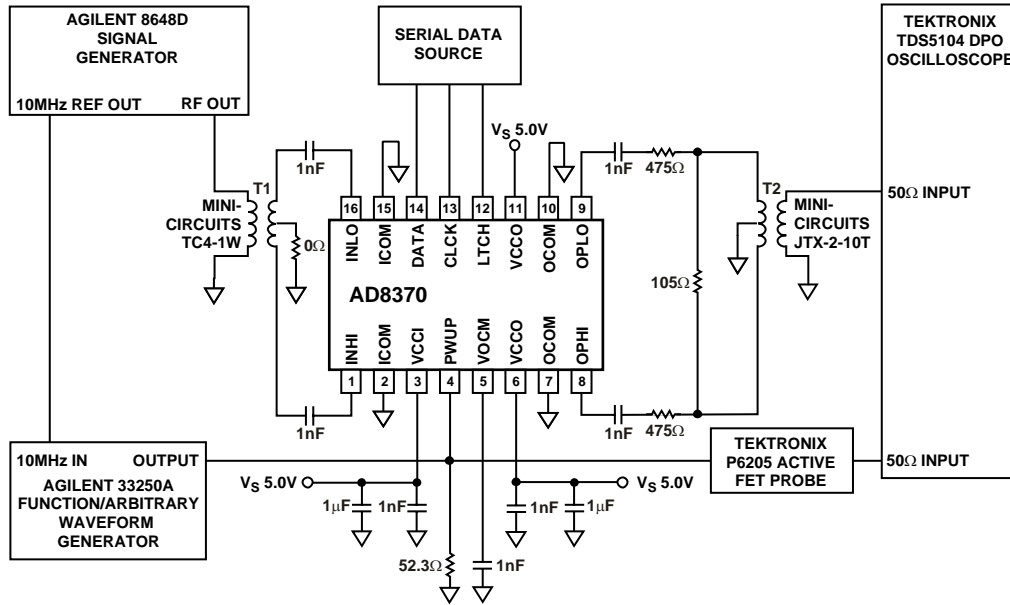 AGILENT 8648D
SIGNAL
GENERATOR
10MHz REF OUT RF OUT
SERIAL DATA
SOURCE
TEKTRONIX
TDS5104 DPO
OSCILLOSCOPE
VS 5.0V
1nF
1nF
475Ω
T1
MINI-
CIRCUITS
TC4-1W
0Ω
16 15 14 13 12 11 10 9
INLO ICOM DATA CLCK LTCH VCCO OCOM OPLO
AD8370
INHI ICOM VCCI PWUP VOCM VCCO OCOM OPHI
1 2 3 4 5 6 7 8
T2
MINI-
CIRCUITS
JTX-2-10T
50Ω INPUT
105Ω
1nF
1nF
475Ω
10MHz IN OUTPUT
AGILENT 33250A
FUNCTION/ARBITRARY
WAVEFORM
GENERATOR
TEKTRONIX
P6205 ACTIVE
FET PROBE
50Ω INPUT
VS 5.0V
1μF
1nF
VS 5.0V
1nF
1μF
52.3Ω
1nF